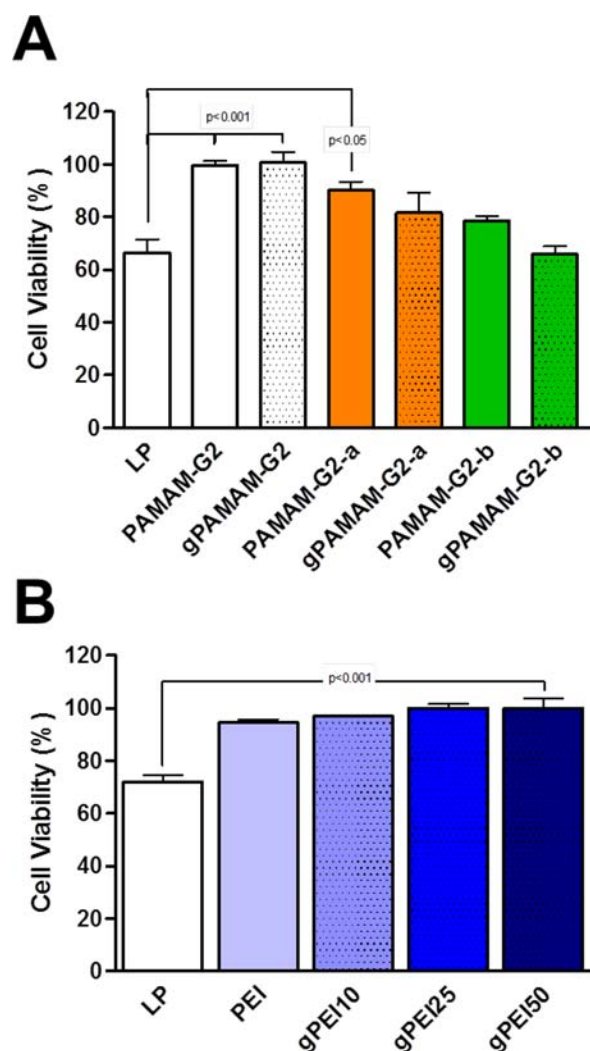 A
Cell Viability (%)
120
100
80
60
40
20
0
p<0.001
p<0.05
LP
PAMAM-G2
gPAMAM-G2
PAMAM-G2-a
gPAMAM-G2-a
PAMAM-G2-b
gPAMAM-G2-b
B
Cell Viability (%)
120
100
80
60
40
20
0
p<0.001
LP
PEI
gPEI10
gPEI25
gPEI50